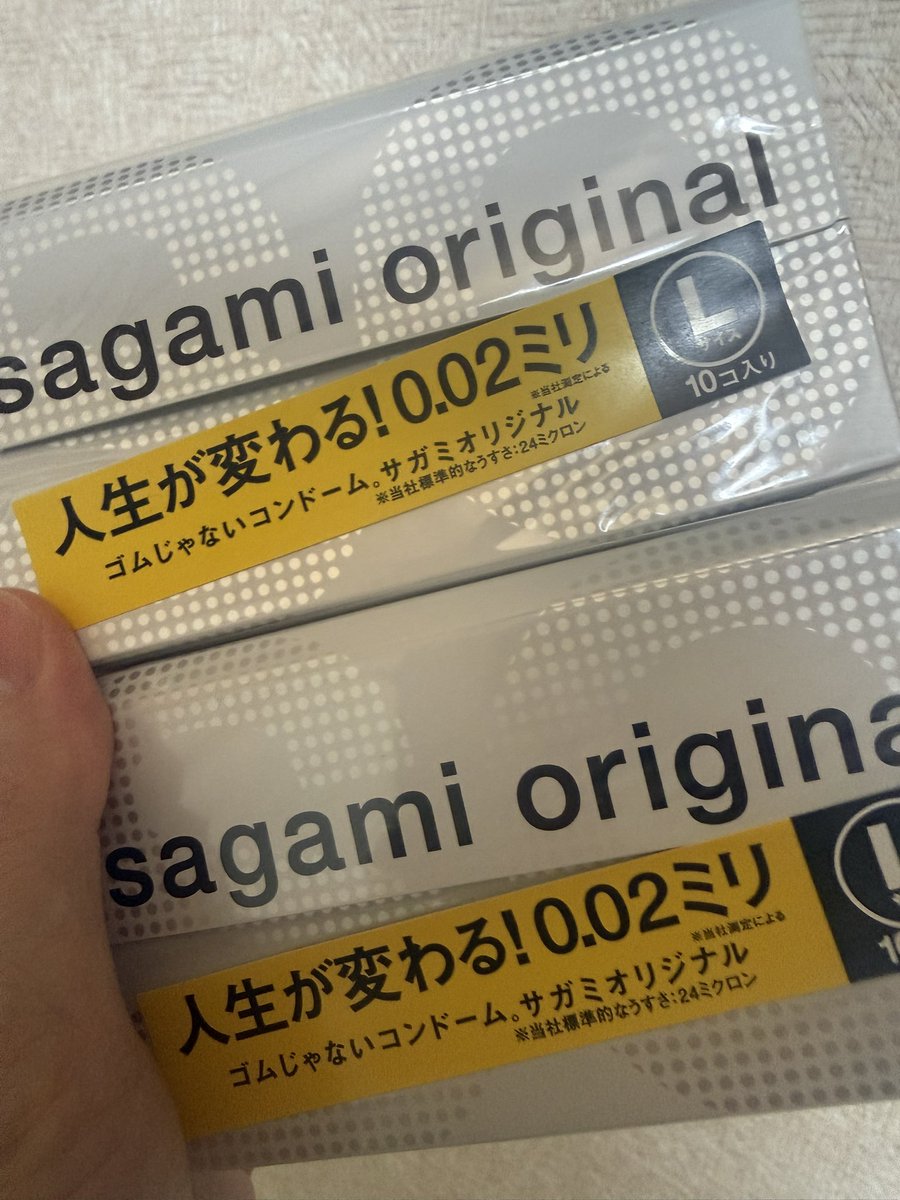 sagami original
L
サイズ
10コ入り
人生が変わる!0.02ミリ
※当社測定による
ゴムじゃないコンドーム。サガミオリジナル
※当社標準的なうすさ:24ミクロン
sagami origina
L
10
人生が変わる!0.02ミリ
※当社測定による
ゴムじゃないコンドーム。サガミオリジナル
※当社標準的なうすさ:24ミクロン